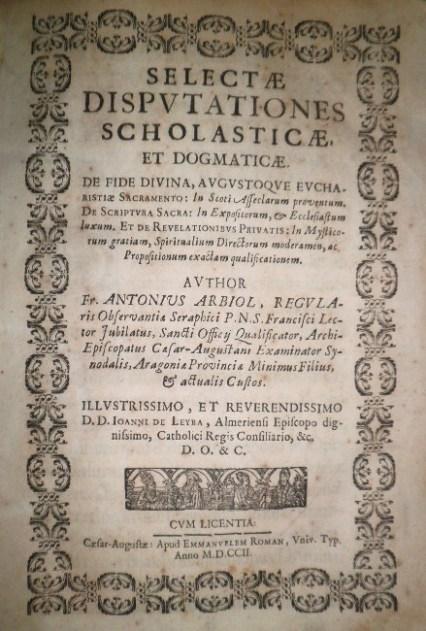 SELECTÆ
DISPVTATIONES
SCHOLASTICÆ,
ET DOGMATICÆ.
DE FIDE DIVINA, AVGVSTOQVE EVCHA-
RISTIÆ SACRAMENTO: In Scoti Asseclarum proventum.
DE SCRIPTVRA SACRA: In Expositorum, & Ecclesiastum
luxum. ET DE REVELATIONIBVS PRIVATIS: In Mystico-
rum gratiam, Spiritualium Directorum moderamen, ac
Propositionum exactam qualificationem.
AVTHOR
Fr. ANTONIUS ARBIOL, REGVLA-
ris Observantiæ Seraphici P.N.S. Francisci Lec-
tor Jubilatus, Sancti Officij Qualificator, Archi-
Episcopatus Cæsar-Augustani Examinator Sy-
nodalis, Aragoniæ Provinciæ Minimus Filius,
& actualis Custos.
ILLVSTRISSIMO, ET REVERENDISSIMO
D.D. IOANNI DE LEYBA, Almeriensi Episcopo dig-
nissimo, Catholici Regis Consiliario, &c.
D. O. & C.
CVM LICENTIA:
Cæsar-Augustæ: Apud EMMANVELEM ROMAN, Vniv. Typ.
Anno M.D.CCII.